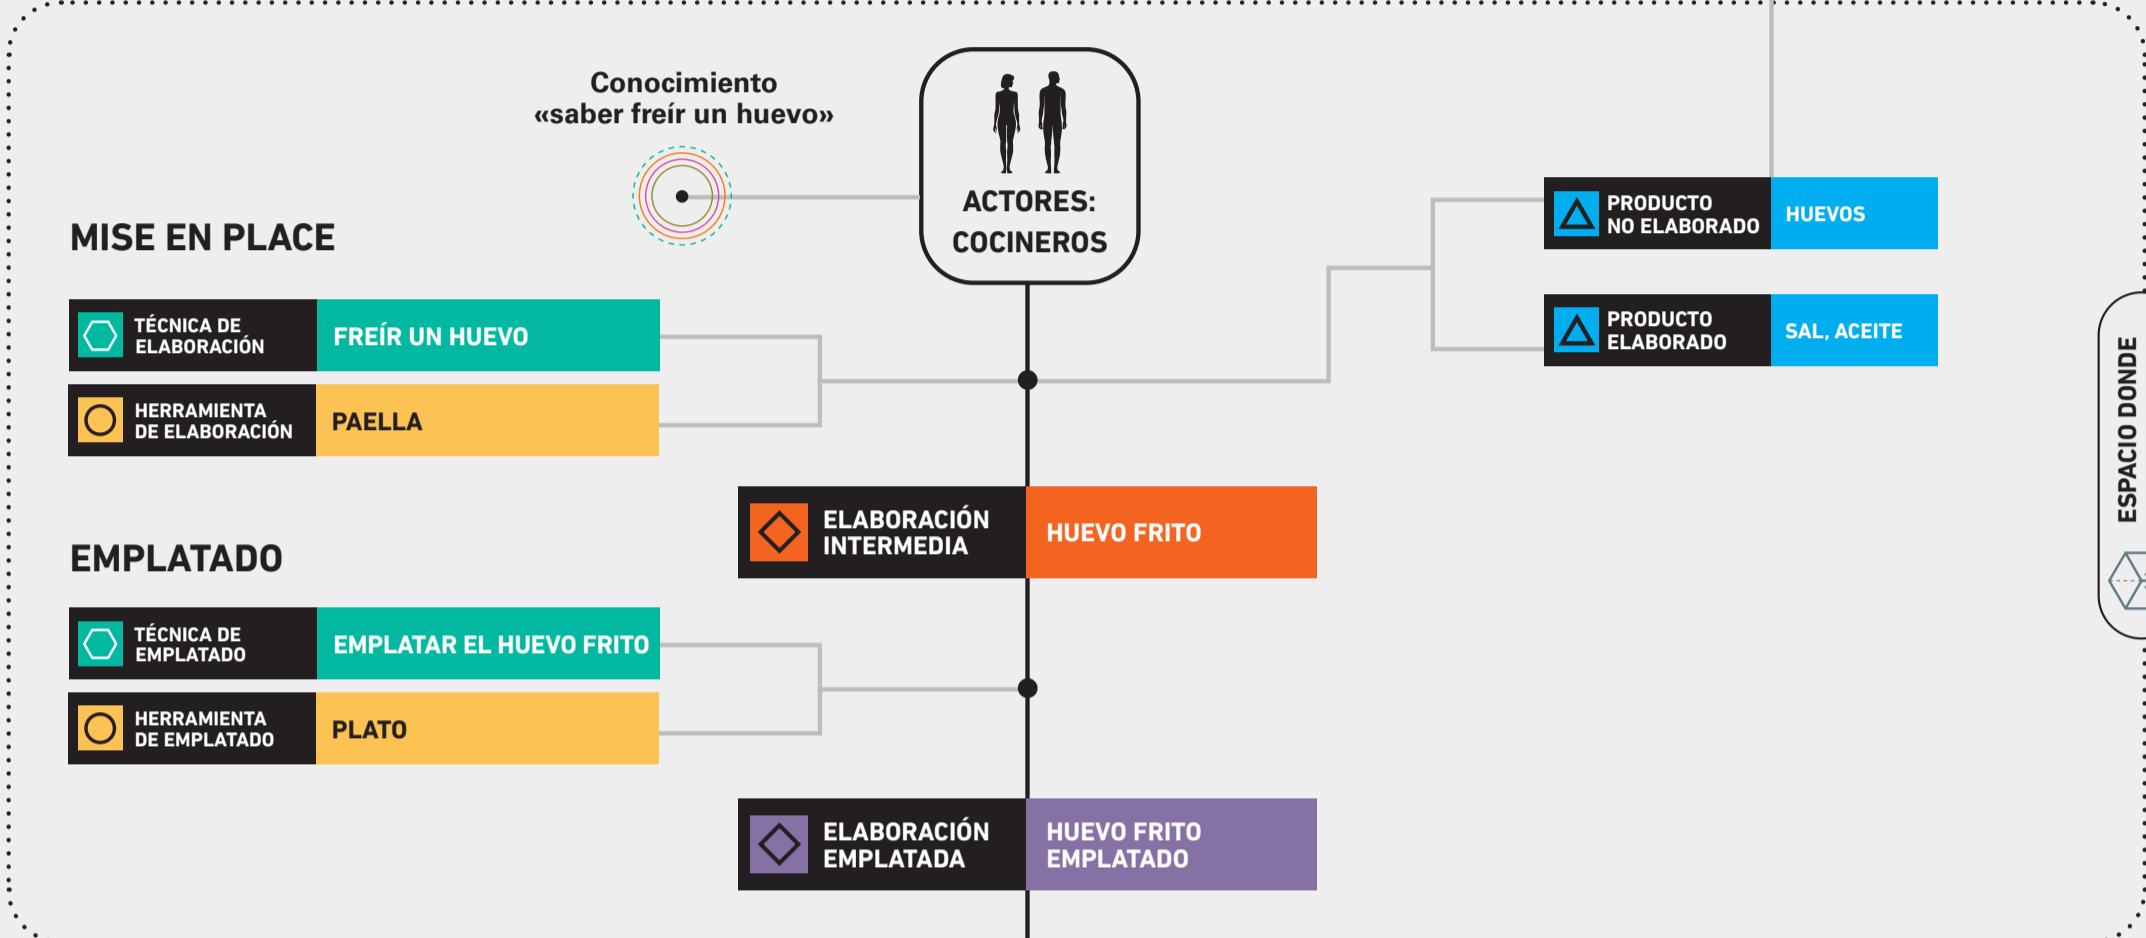 Conocimiento
«saber freír un huevo»
ACTORES:
COCINEROS
MISE EN PLACE
TÉCNICA DE
ELABORACIÓN
FREÍR UN HUEVO
HERRAMIENTA
DE ELABORACIÓN
PAELLA
PRODUCTO
NO ELABORADO
HUEVOS
PRODUCTO
ELABORADO
SAL, ACEITE
ELABORACIÓN
INTERMEDIA
HUEVO FRITO
EMPLATADO
TÉCNICA DE
EMPLATADO
EMPLATAR EL HUEVO FRITO
HERRAMIENTA
DE EMPLATADO
PLATO
ELABORACIÓN
EMPLATADA
HUEVO FRITO
EMPLATADO
ESPACIO DONDE